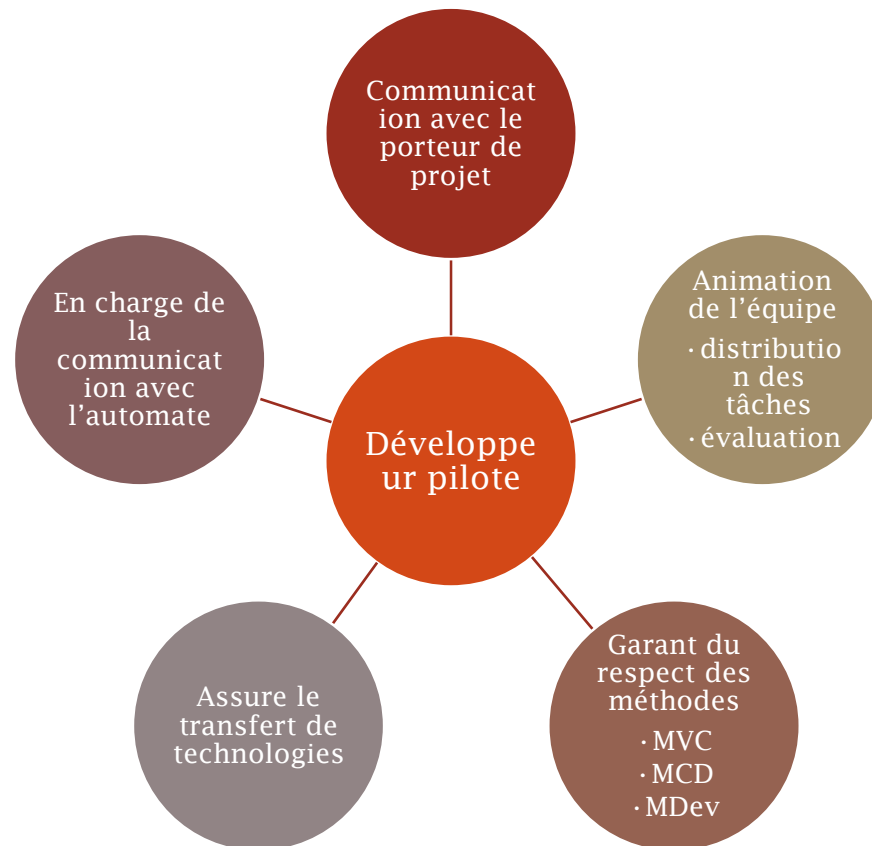 Communicat
ion avec le
porteur de
projet
Animation
de l’équipe
· distributio
n des
tâches
· évaluation
Garant du
respect des
méthodes
· MVC
· MCD
· MDev
Assure le
transfert de
technologies
En charge de
la
communicat
ion avec
l’automate
Développe
ur pilote